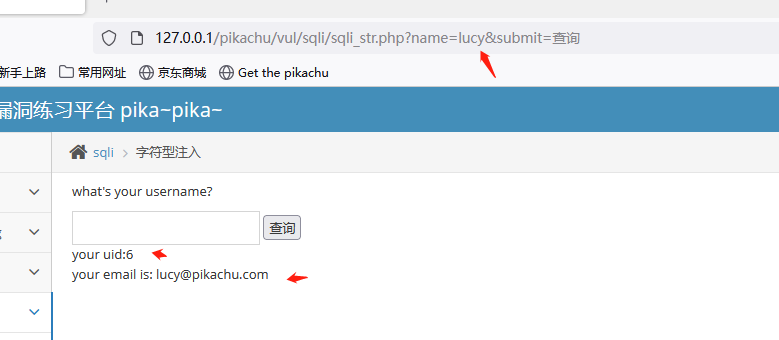 127.0.0.1/pikachu/vul/sqli/sqli_str.php?name=lucy&submit=查询
新手上路 常用网址 京东商城 Get the pikachu
漏洞练习平台 pika~pika~
sqli > 字符型注入
what's your username?
查询
your uid:6
your email is: lucy@pikachu.com